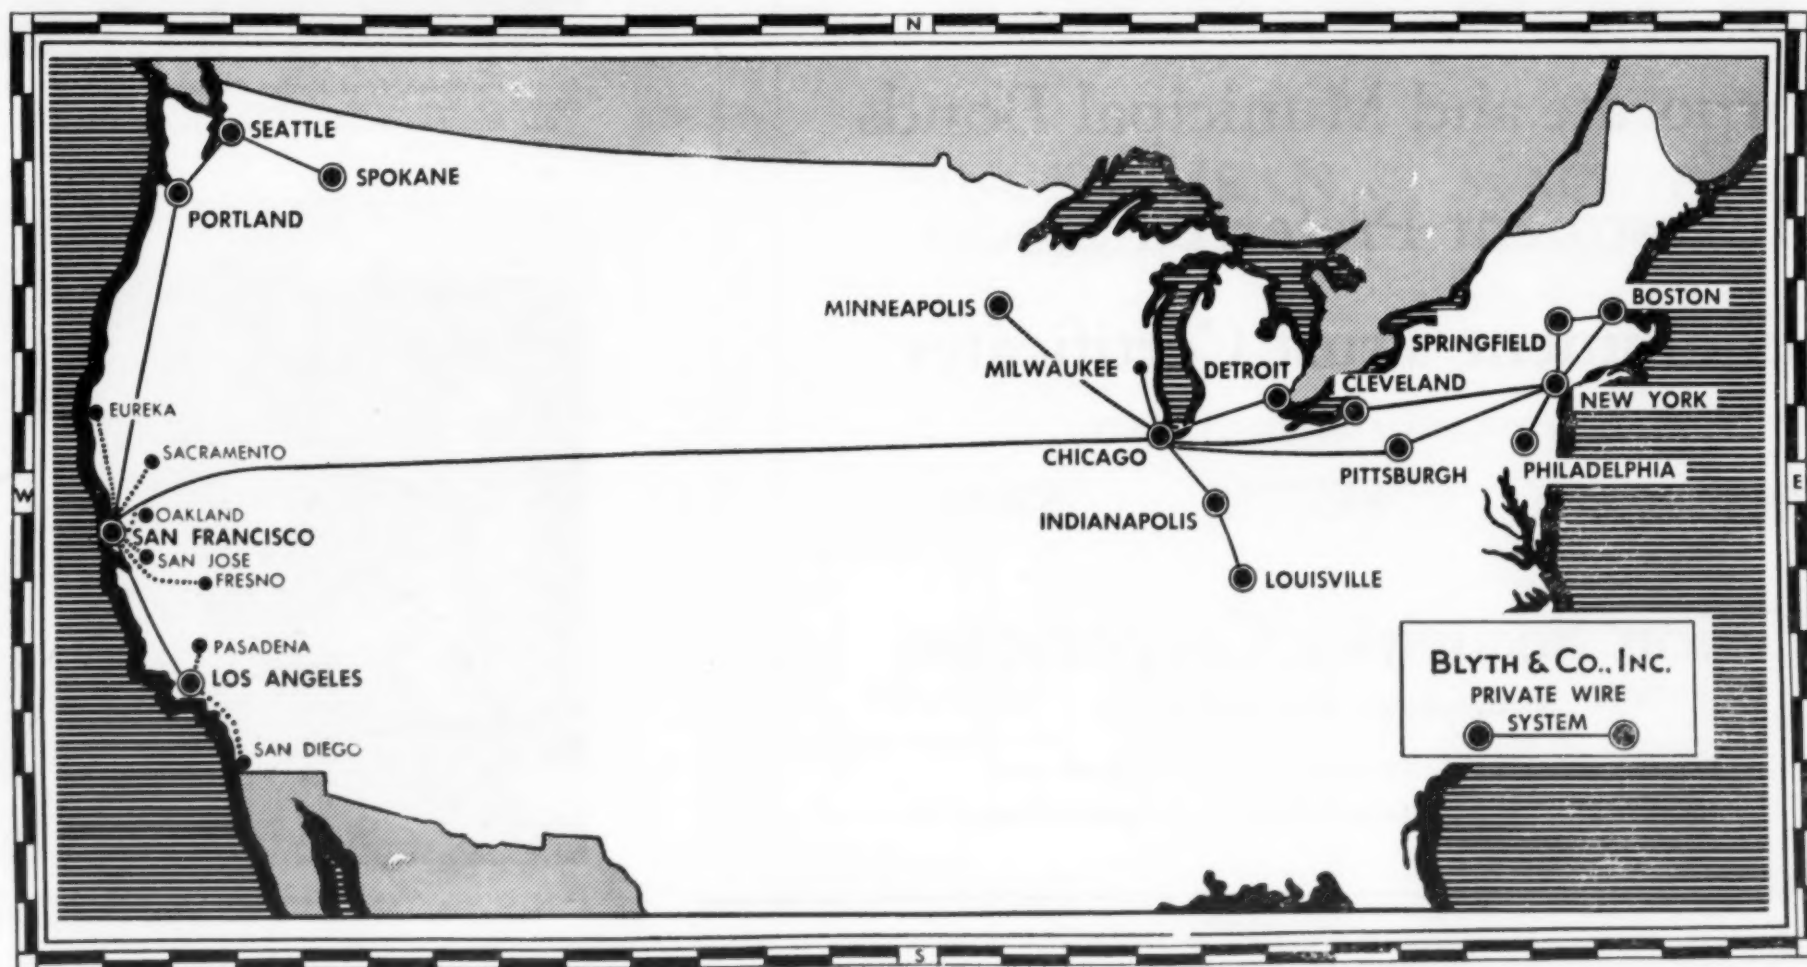 N
SEATTLE
SPOKANE
PORTLAND
MINNEAPOLIS
BOSTON
SPRINGFIELD
MILWAUKEE
DETROIT
CLEVELAND
NEW YORK
EUREKA
SACRAMENTO
CHICAGO
PITTSBURGH
PHILADELPHIA
W
E
OAKLAND
SAN FRANCISCO
INDIANAPOLIS
SAN JOSE
FRESNO
LOUISVILLE
PASADENA
LOS ANGELES
BLYTH & CO., INC.
PRIVATE WIRE
SYSTEM
SAN DIEGO
S